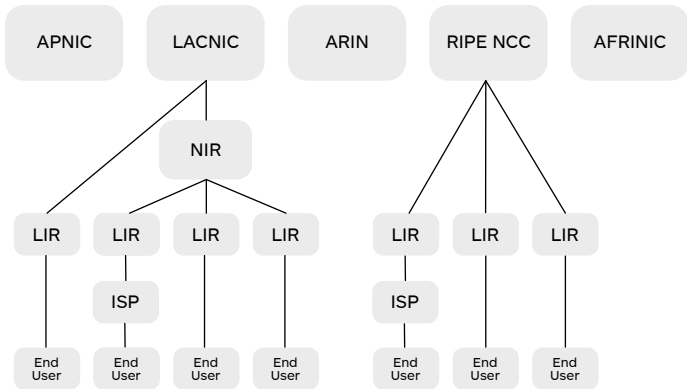 APNIC
LACNIC
ARIN
RIPE NCC
AFRINIC
NIR
LIR
LIR
LIR
LIR
LIR
LIR
LIR
ISP
ISP
End
User
End
User
End
User
End
User
End
User
End
User
End
User